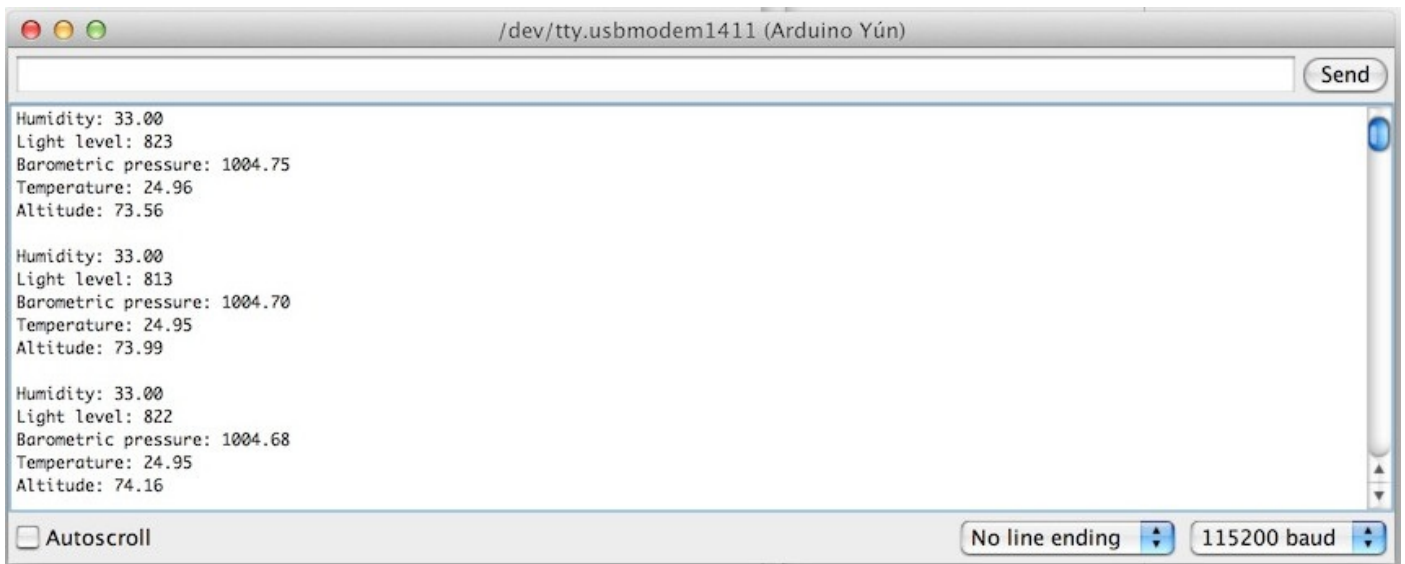 /dev/tty.usbmodem1411 (Arduino Yún)
Send
Humidity: 33.00
Light level: 823
Barometric pressure: 1004.75
Temperature: 24.96
Altitude: 73.56
Humidity: 33.00
Light level: 813
Barometric pressure: 1004.70
Temperature: 24.95
Altitude: 73.99
Humidity: 33.00
Light level: 822
Barometric pressure: 1004.68
Temperature: 24.95
Altitude: 74.16
Autoscroll No line ending 115200 baud